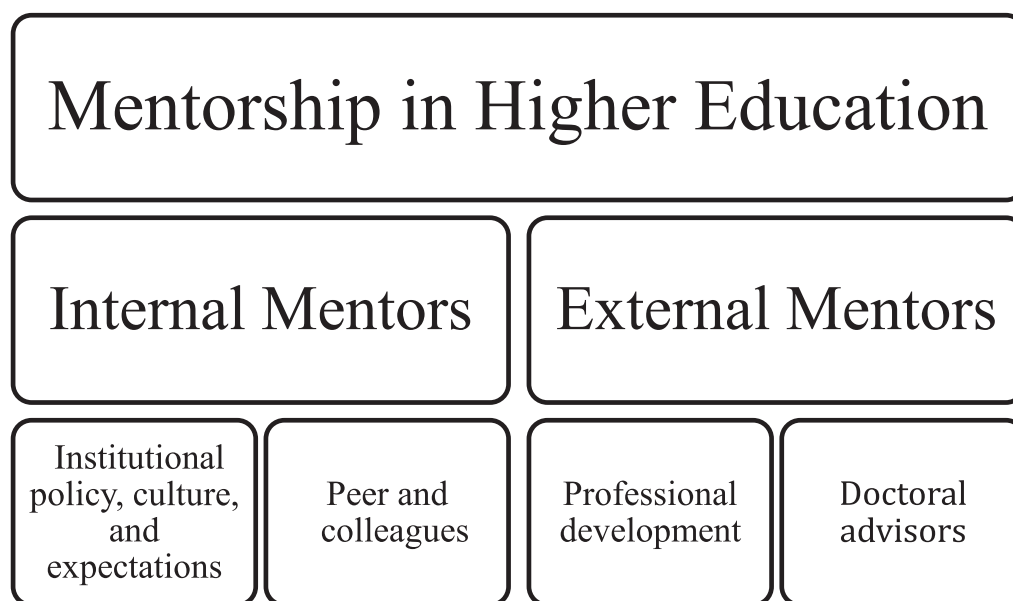 Mentorship in Higher Education
Internal Mentors
External Mentors
Institutional
policy, culture,
and
expectations
Peer and
colleagues
Professional
development
Doctoral
advisors